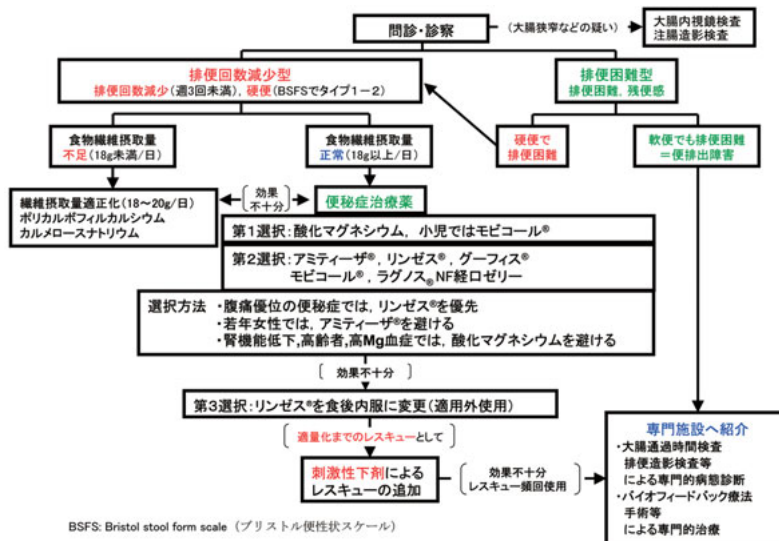 問診・診察
(大腸狭窄などの疑い)
大腸内視鏡検査
注腸造影検査
排便回数減少型
排便回数減少(週3回未満), 硬便(BSFSでタイプ1－2)
排便困難型
排便困難, 残便感
食物繊維摂取量
不足(18g未満/日)
食物繊維摂取量
正常(18g以上/日)
硬便で
排便困難
軟便でも排便困難
＝便排出障害
繊維摂取量適正化(18～20g/日)
ポリカルボフィルカルシウム
カルメロースナトリウム
効果
不十分
便秘症治療薬
第1選択：酸化マグネシウム, 小児ではモビコール®
第2選択：アミティーザ®, リンゼス®, グーフィス®
モビコール®, ラグノス®NF経口ゼリー
選択方法 ・腹痛優位の便秘症では, リンゼス®を優先
・若年女性では, アミティーザ®を避ける
・腎機能低下,高齢者,高Mg血症では, 酸化マグネシウムを避ける
効果不十分
第3選択：リンゼス®を食後内服に変更(適用外使用)
適量化までのレスキューとして
刺激性下剤による
レスキューの追加
効果不十分
レスキュー頻回使用
専門施設へ紹介
・大腸通過時間検査
排便造影検査等
による専門的病態診断
・バイオフィードバック療法
手術等
による専門的治療
BSFS: Bristol stool form scale (ブリストル便性状スケール)